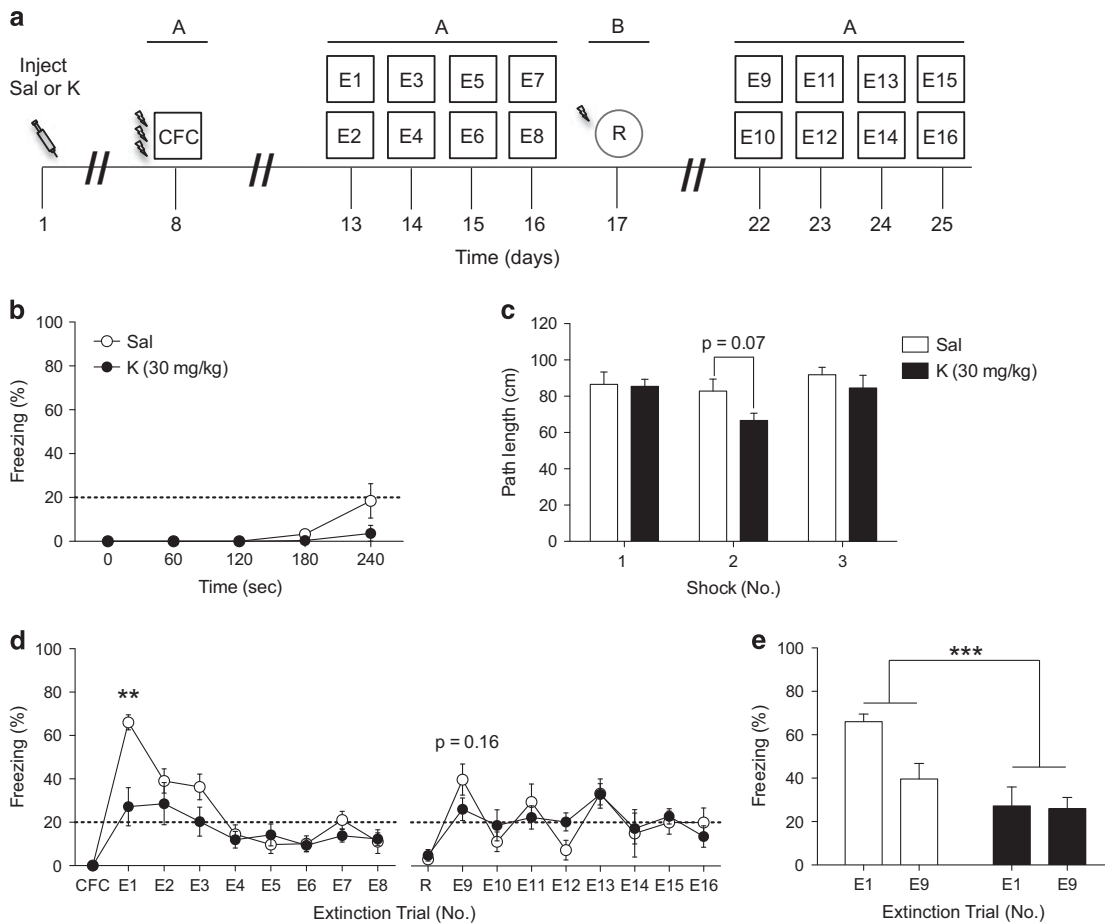 a
A A B A
Inject
Sal or K
E1 E3 E5 E7 E9 E11 E13 E15
CFC E2 E4 E6 E8 R E10 E12 E14 E16
1 8 13 14 15 16 17 22 23 24 25
Time (days)
b
Freezing (%)
100
80
60
40
20
0
Sal
K (30 mg/kg)
0 60 120 180 240
Time (sec)
c
Path length (cm)
120
100
80
60
40
20
0
p = 0.07
Sal
K (30 mg/kg)
1 2 3
Shock (No.)
d
Freezing (%)
100
80
60
40
20
0
**
p = 0.16
CFC E1 E2 E3 E4 E5 E6 E7 E8 R E9 E10 E11 E12 E13 E14 E15 E16
Extinction Trial (No.)
e
Freezing (%)
100
80
60
40
20
0
***
E1 E9 E1 E9
Extinction Trial (No.)